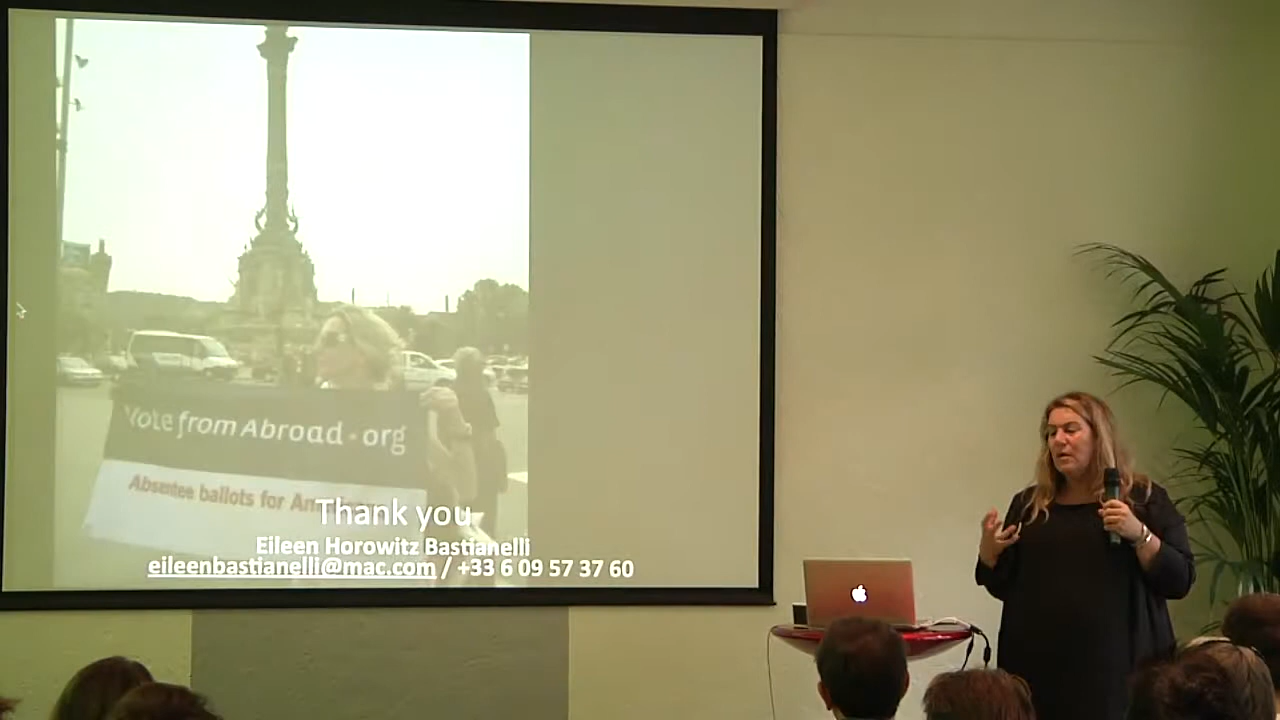 Vote from Abroad.org
Absentee ballots for
Thank you
Eileen Horowitz Bastianelli
eileenbastianelli@mac.com / +33 6 09 57 37 60